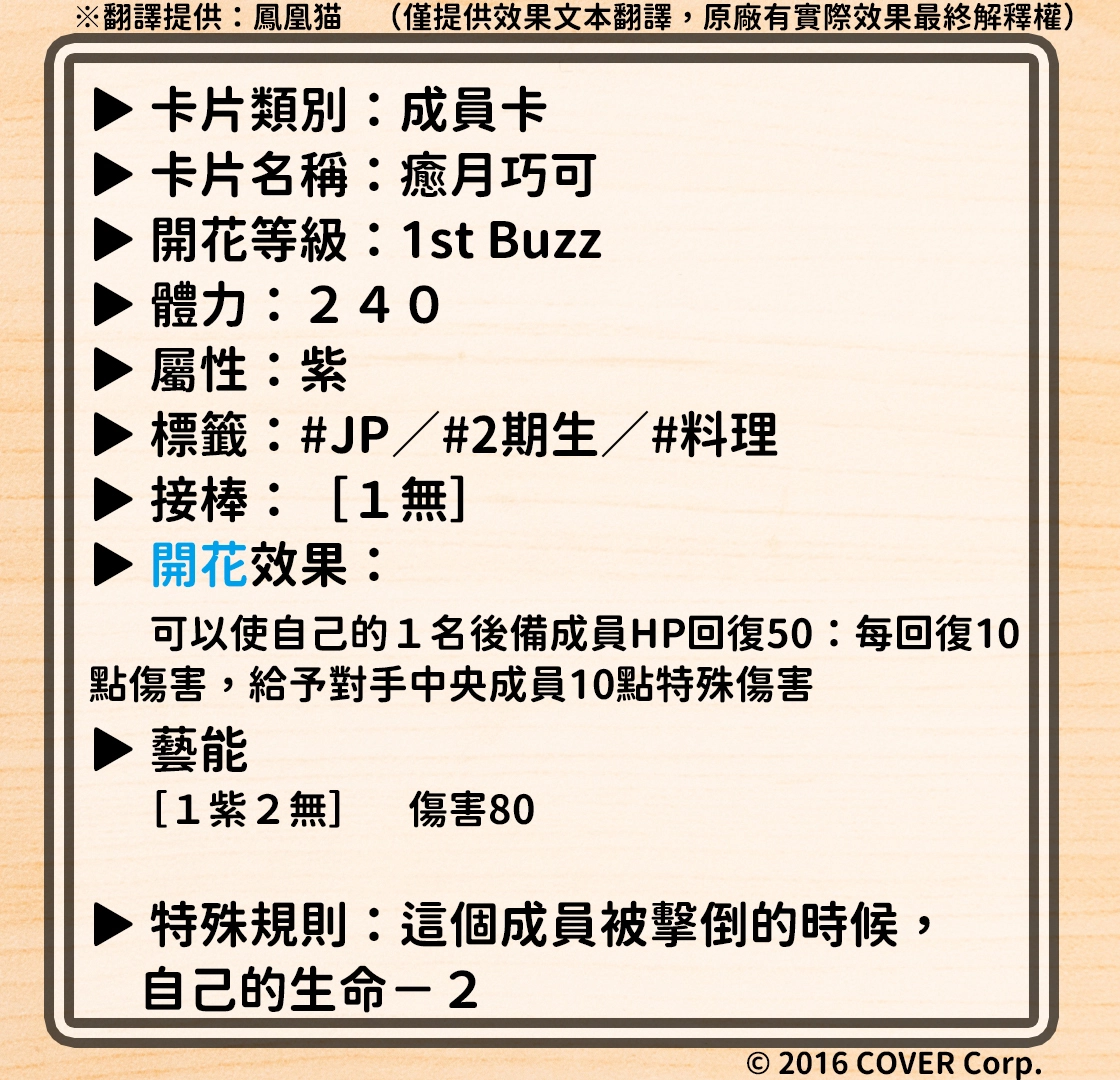 ※翻譯提供：鳳凰猫　（僅提供效果文本翻譯，原廠有實際效果最終解釋權）
▶ 卡片類別：成員卡
▶ 卡片名稱：癒月巧可
▶ 開花等級：1st Buzz
▶ 體力：２４０
▶ 屬性：紫
▶ 標籤：#JP／#2期生／#料理
▶ 接棒：［１無］
▶ 開花效果：
可以使自己的１名後備成員HP回復50：每回復10
點傷害，給予對手中央成員10點特殊傷害
▶ 藝能
［１紫２無］　傷害80
▶ 特殊規則：這個成員被擊倒的時候，
自己的生命－２
© 2016 COVER Corp.